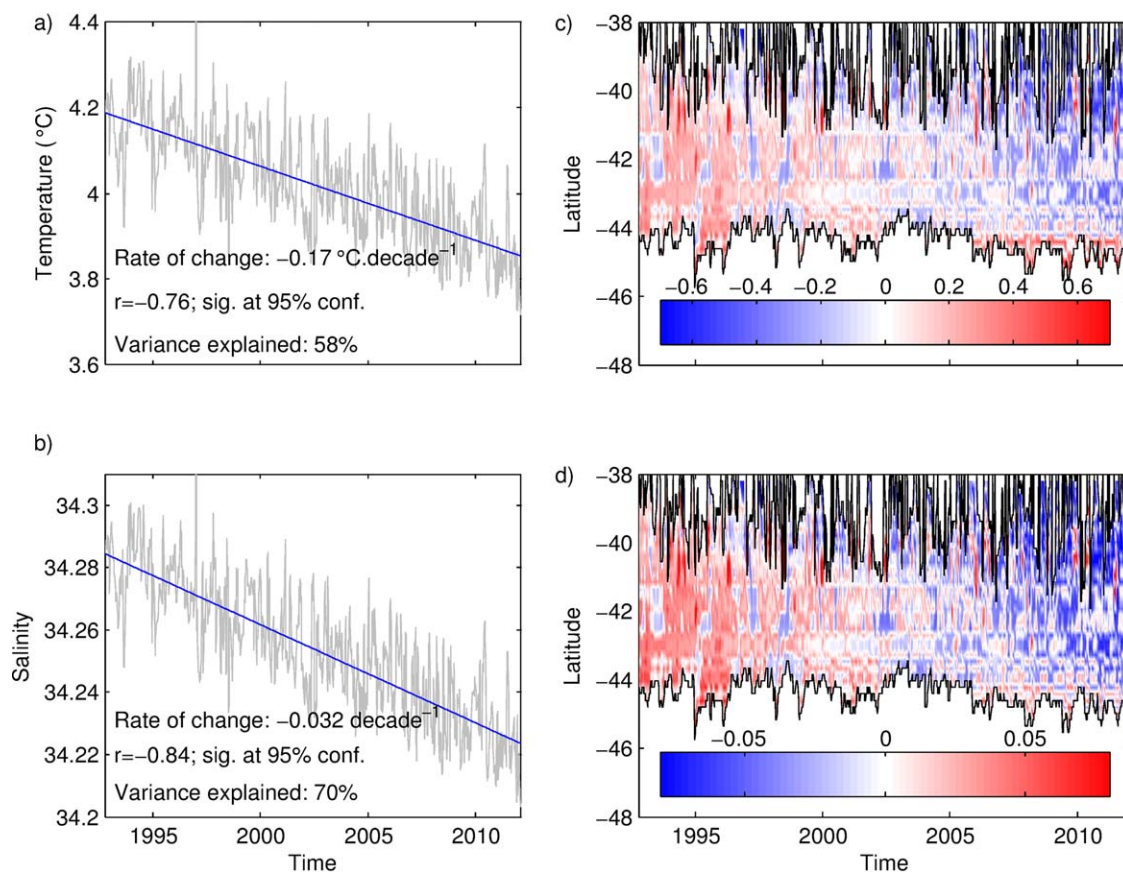 a)
4.4
4.2
4
3.8
3.6
Temperature ( °C)
Rate of change: −0.17 °C.decade−1
r=−0.76; sig. at 95% conf.
Variance explained: 58%
1995 2000 2005 2010
c)
−38
−40
−42
−44
−46
−48
Latitude
−0.6 −0.4 −0.2 0 0.2 0.4 0.6
b)
34.3
34.28
34.26
34.24
34.22
34.2
Salinity
Rate of change: −0.032 decade−1
r=−0.84; sig. at 95% conf.
Variance explained: 70%
1995 2000 2005 2010
Time
d)
−38
−40
−42
−44
−46
−48
Latitude
−0.05 0 0.05
1995 2000 2005 2010
Time